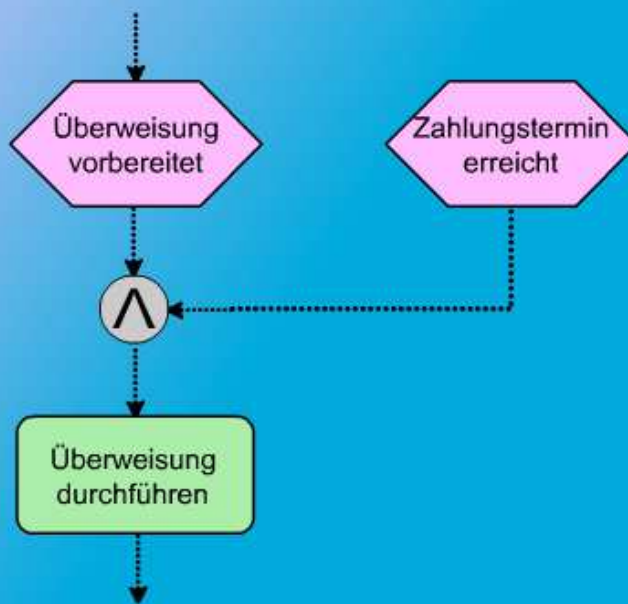 Überweisung
vorbereitet
Zahlungstermin
erreicht
Λ
Überweisung
durchführen